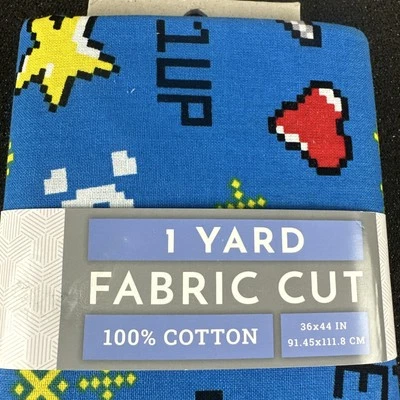 1UP
1 YARD
FABRIC CUT
100% COTTON
36x44 IN
91.45x111.8 CM
E